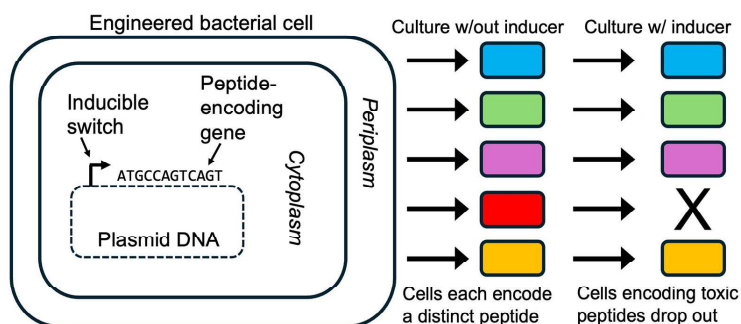 Engineered bacterial cell
Inducible
switch
Peptide-
encoding
gene
ATGCCAGTCAGT
Plasmid DNA
Cytoplasm
Periplasm
Culture w/out inducer
Cells each encode
a distinct peptide
Culture w/ inducer
X
Cells encoding toxic
peptides drop out